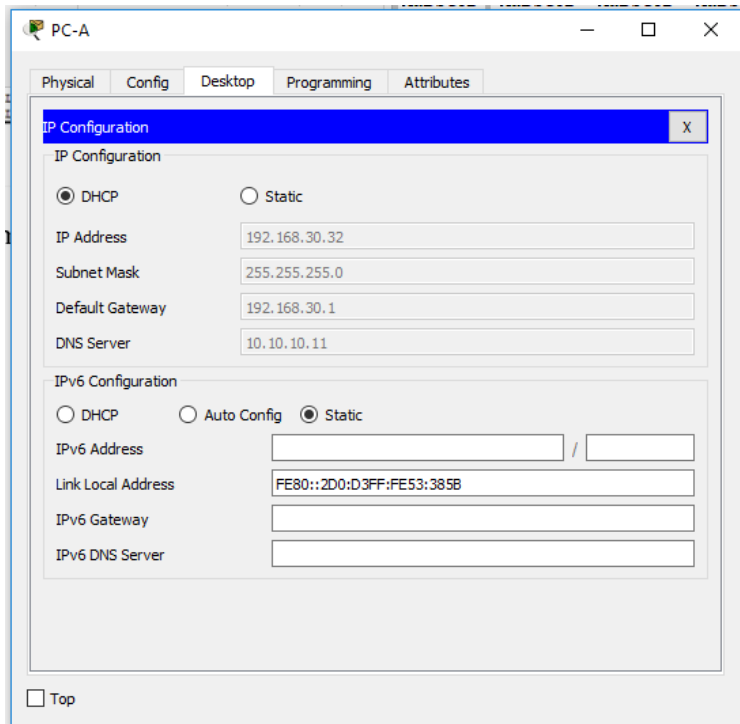 PC-A
Physical Config Desktop Programming Attributes
IP Configuration X
IP Configuration
DHCP Static
IP Address 192.168.30.32
Subnet Mask 255.255.255.0
Default Gateway 192.168.30.1
DNS Server 10.10.10.11
IPv6 Configuration
DHCP Auto Config Static
IPv6 Address /
Link Local Address FE80::2D0:D3FF:FE53:385B
IPv6 Gateway
IPv6 DNS Server
Top